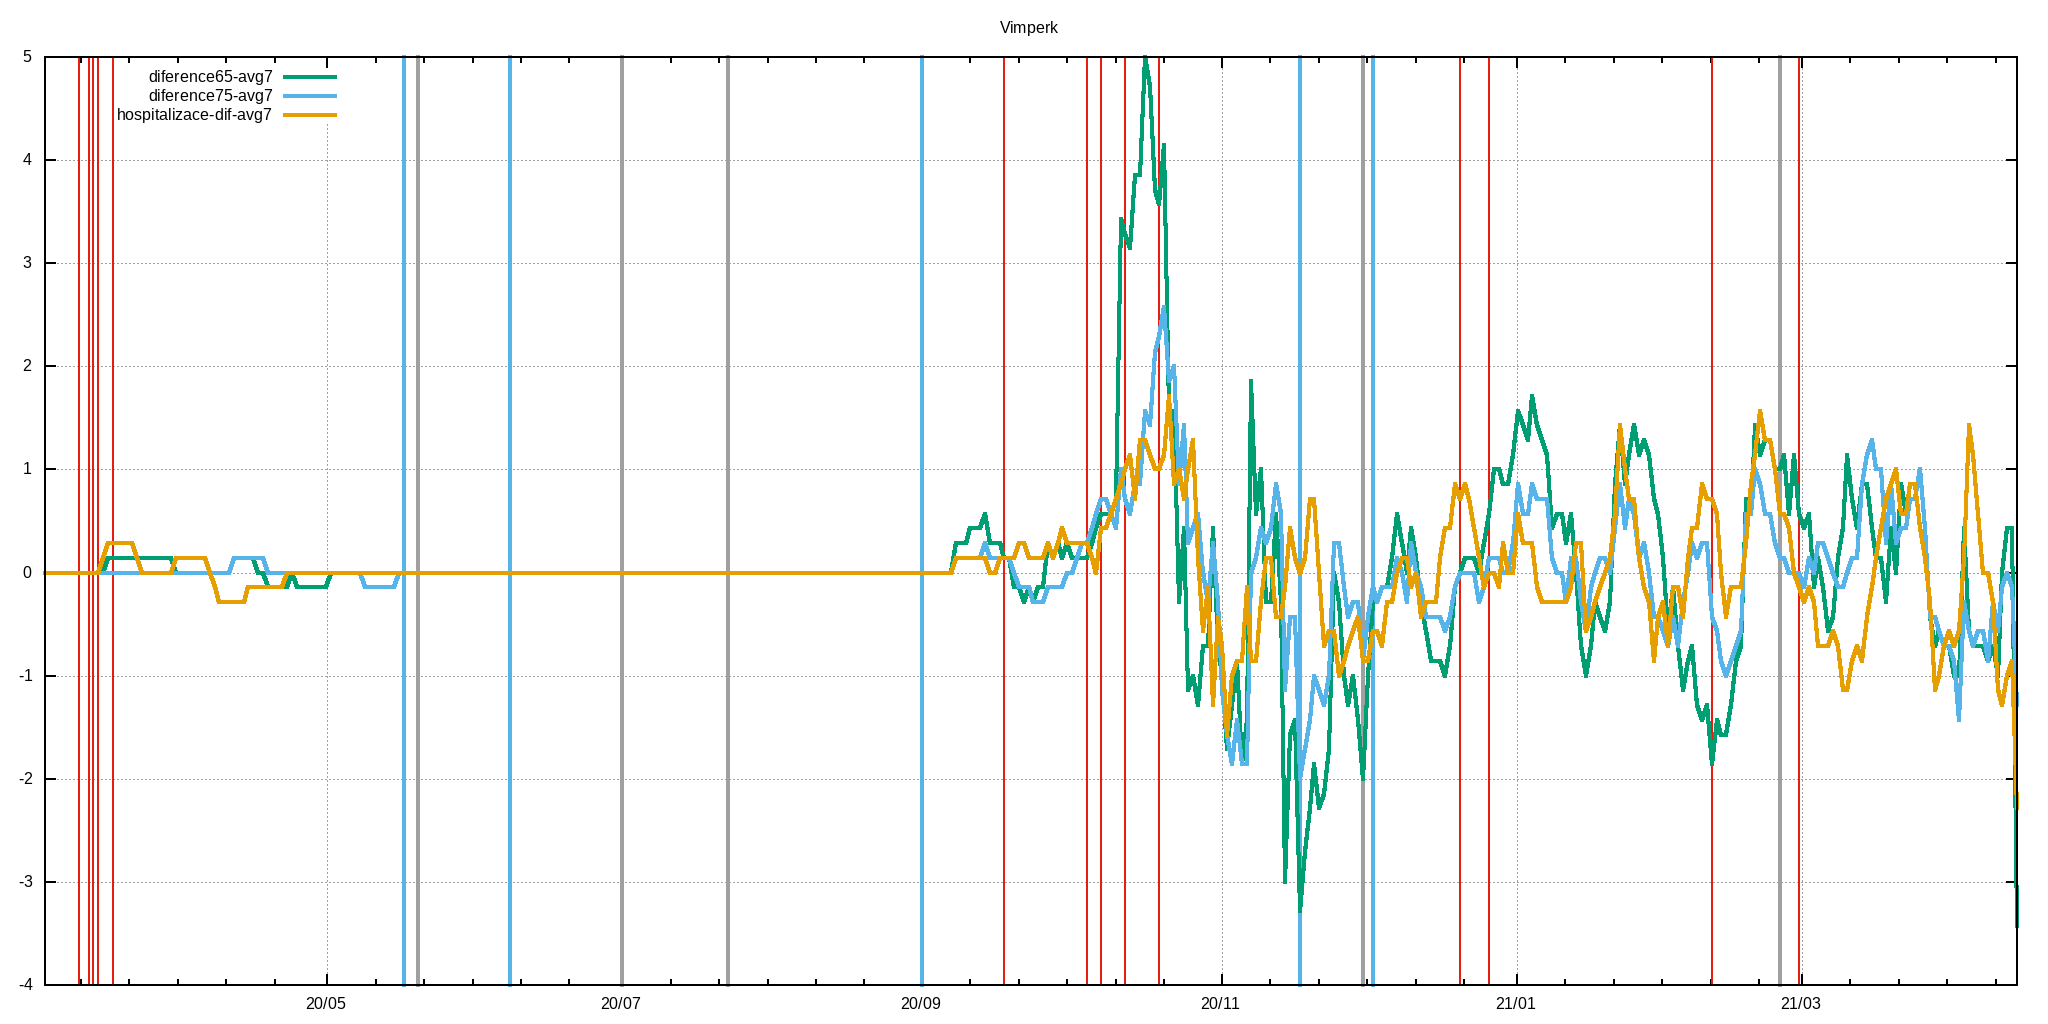 Vimperk
5
diference65-avg7
diference75-avg7
hospitalizace-dif-avg7
4
3
2
1
0
-1
-2
-3
-4
20/05 20/07 20/09 20/11 21/01 21/03